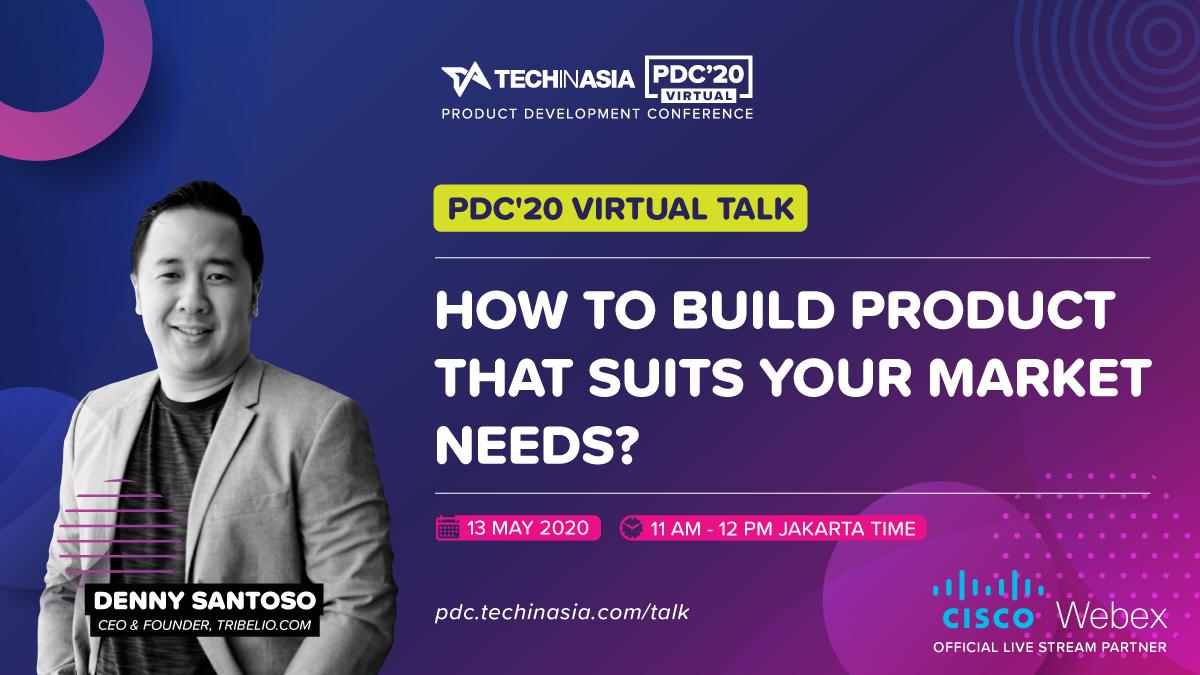 TECHINASIA PDC'20
VIRTUAL
PRODUCT DEVELOPMENT CONFERENCE
PDC'20 VIRTUAL TALK
HOW TO BUILD PRODUCT
THAT SUITS YOUR MARKET
NEEDS?
13 MAY 2020 11 AM - 12 PM JAKARTA TIME
DENNY SANTOSO
CEO & FOUNDER, TRIBELIO.COM
pdc.techinasia.com/talk
CISCO Webex
OFFICIAL LIVE STREAM PARTNER